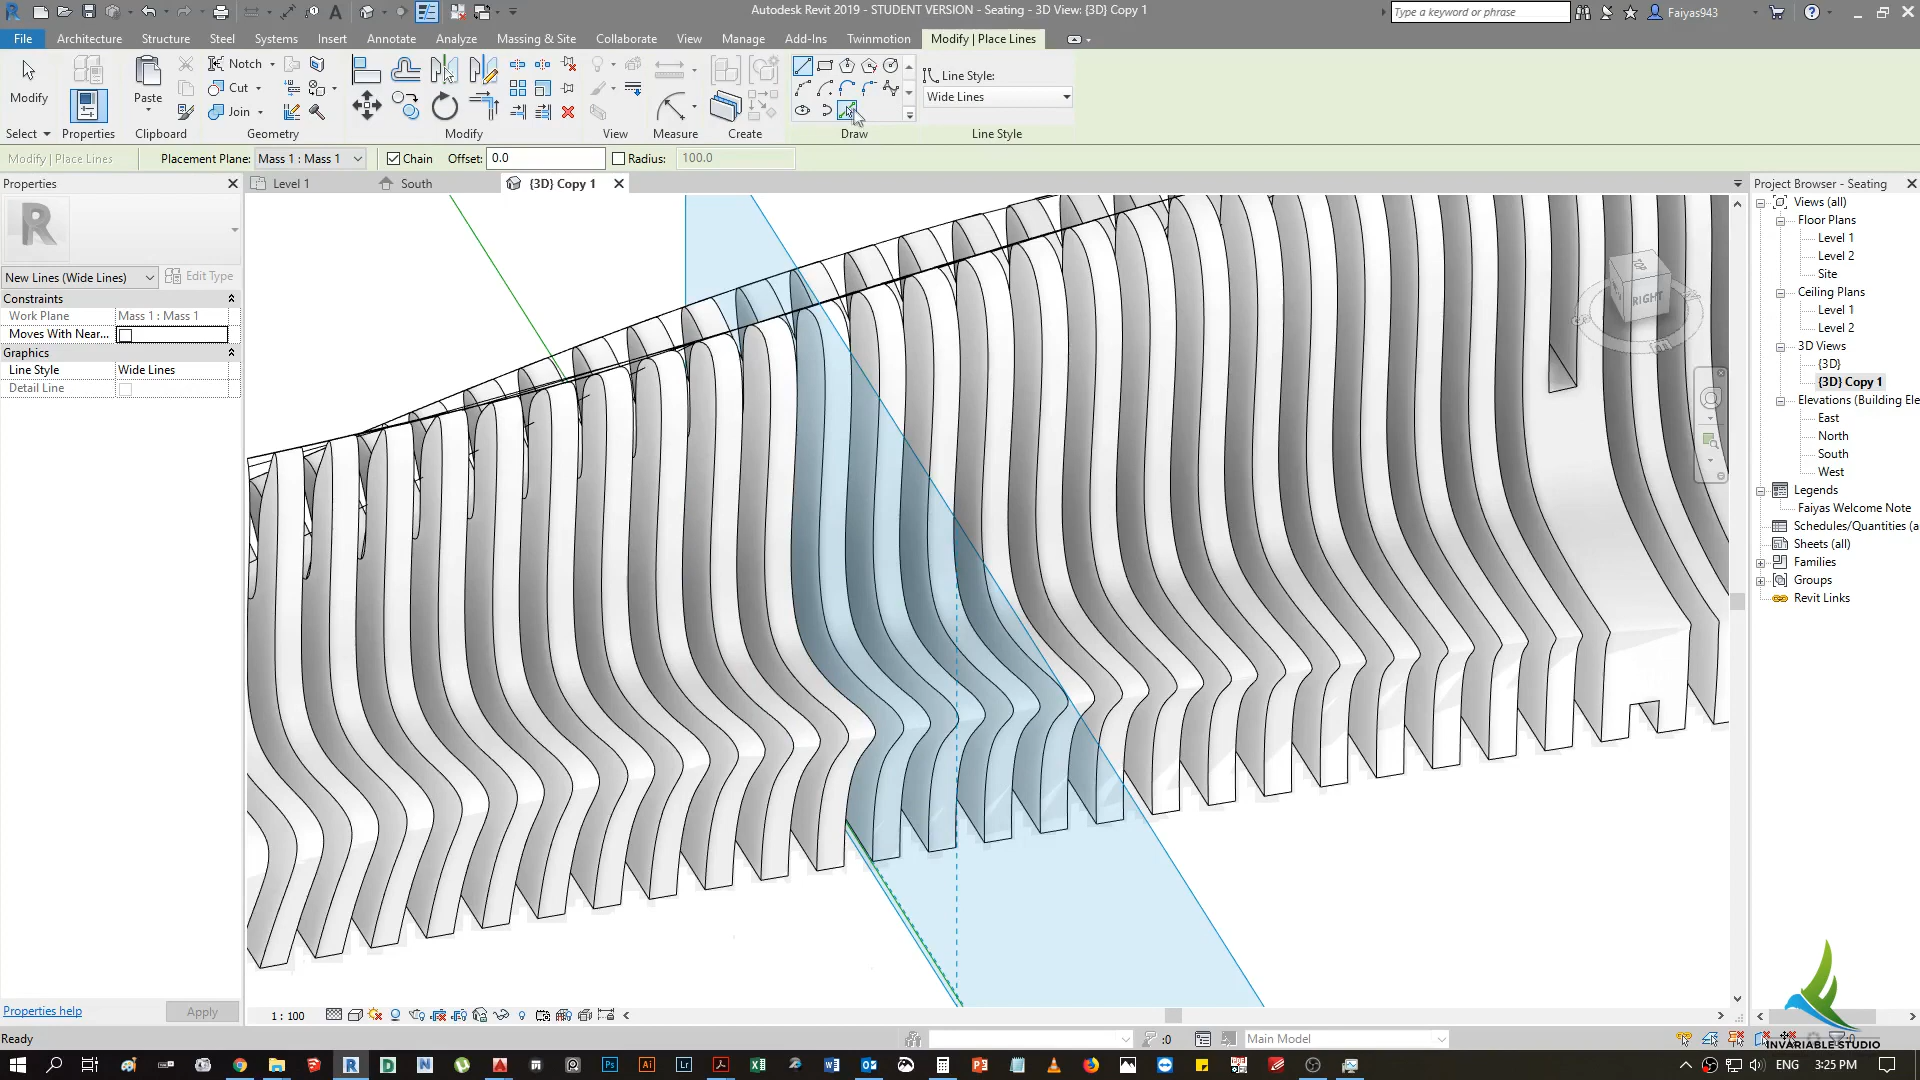 Autodesk Revit 2019 - STUDENT VERSION - Seating - 3D View: {3D} Copy 1
Type a keyword or phrase
Faiyas943
File
Architecture
Structure
Steel
Systems
Insert
Annotate
Analyze
Massing & Site
Collaborate
View
Manage
Add-Ins
Twinmotion
Modify | Place Lines
Modify
Paste
Notch
Cut
Join
Line Style:
Wide Lines
Select
Properties
Clipboard
Geometry
Modify
View
Measure
Create
Draw
Line Style
Modify | Place Lines
Placement Plane: Mass 1 : Mass 1
Chain
Offset: 0.0
Radius: 100.0
Properties
Level 1
South
{3D} Copy 1
Project Browser - Seating
R
New Lines (Wide Lines)
Edit Type
Constraints
Work Plane Mass 1 : Mass 1
Moves With Near...
Graphics
Line Style Wide Lines
Detail Line
Properties help
Apply
RIGHT
Views (all)
Floor Plans
Level 1
Level 2
Site
Ceiling Plans
Level 1
Level 2
3D Views
{3D}
{3D} Copy 1
Elevations (Building Ele
East
North
South
West
Legends
Faiyas Welcome Note
Schedules/Quantities (a
Sheets (all)
Families
Groups
Revit Links
1 : 100
Ready
:0
Main Model
INVARIABLE STUDIO
ENG
3:25 PM